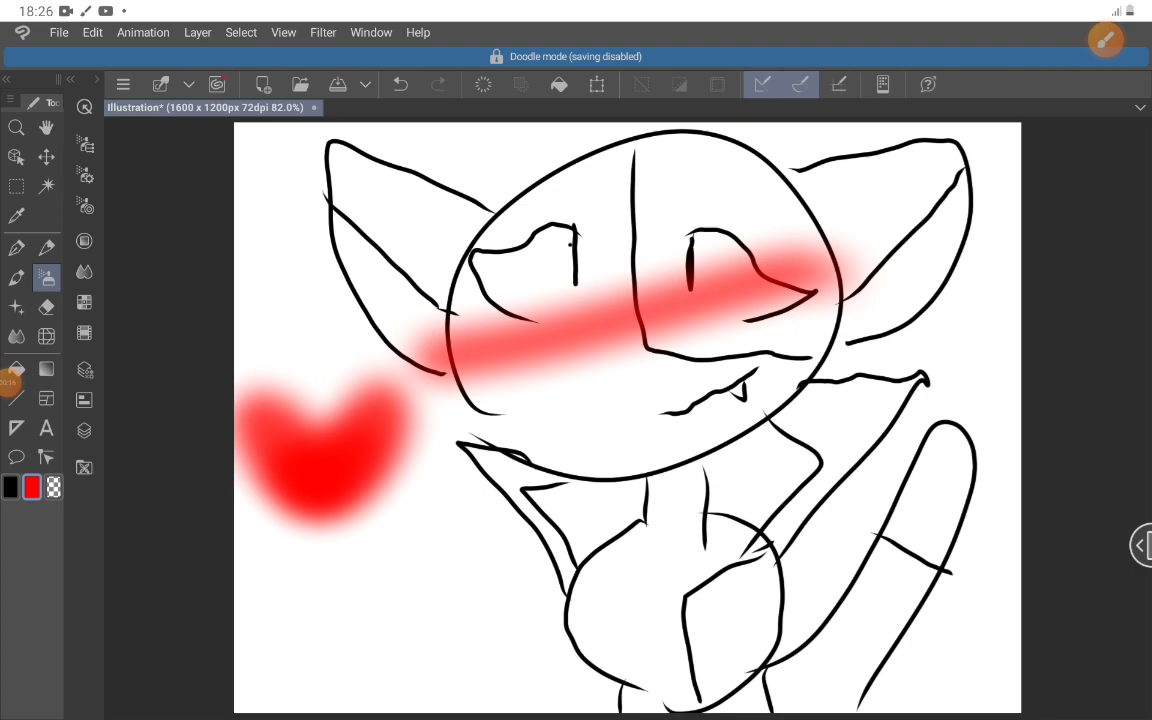 18:26
File Edit Animation Layer Select View Filter Window Help
Doodle mode (saving disabled)
Illustration* (1600 x 1200px 72dpi 82.0%)